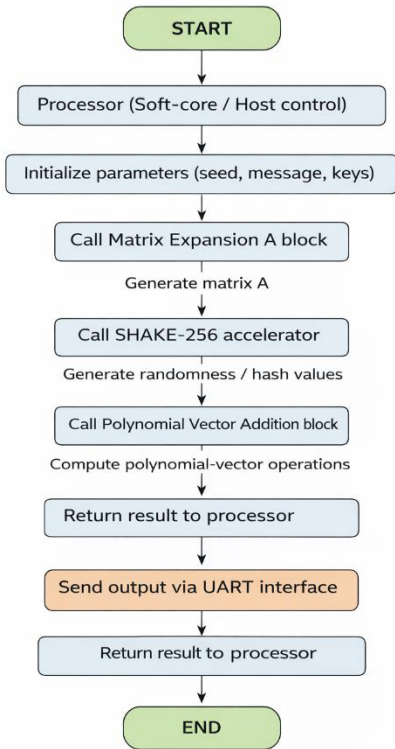 START
Processor (Soft-core / Host control)
Initialize parameters (seed, message, keys)
Call Matrix Expansion A block
Generate matrix A
Call SHAKE-256 accelerator
Generate randomness / hash values
Call Polynomial Vector Addition block
Compute polynomial-vector operations
Return result to processor
Send output via UART interface
Return result to processor
END